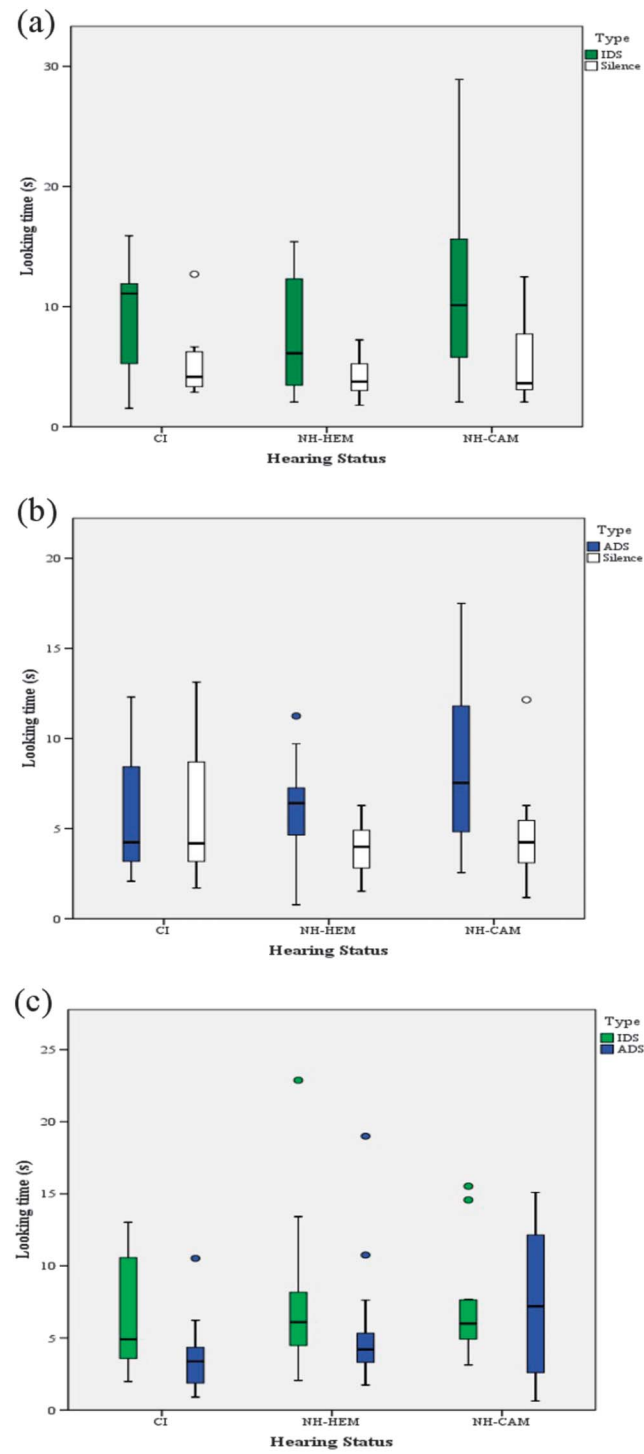 (a)
Type
IDS
Silence
30
20
10
0
Looking time (s)
CI NH-HEM NH-CAM
Hearing Status
(b)
Type
ADS
Silence
20
15
10
5
0
Looking time (s)
CI NH-HEM NH-CAM
Hearing Status
(c)
Type
IDS
ADS
25
20
15
10
5
0
Looking time (s)
CI NH-HEM NH-CAM
Hearing Status